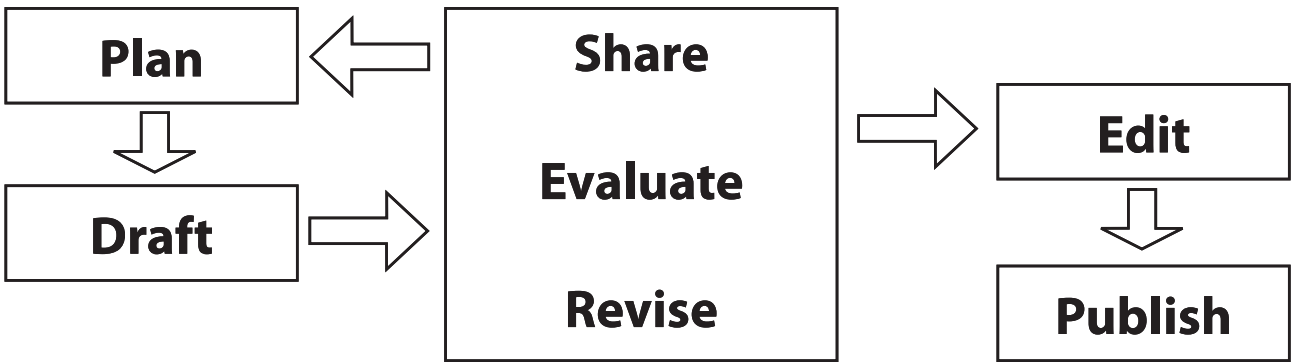 Plan
Draft
Share
Evaluate
Revise
Edit
Publish